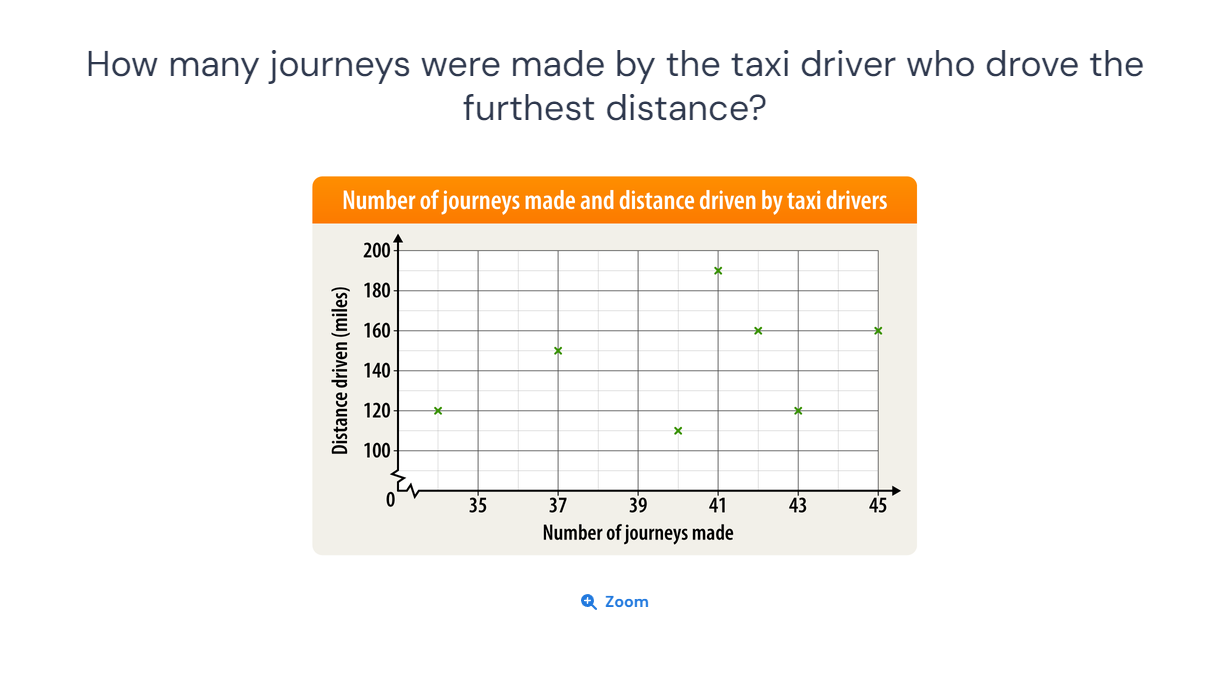 How many journeys were made by the taxi driver who drove the
furthest distance?
Number of journeys made and distance driven by taxi drivers
200
180
160
140
120
100
0
Distance driven (miles)
35 37 39 41 43 45
Number of journeys made
Zoom